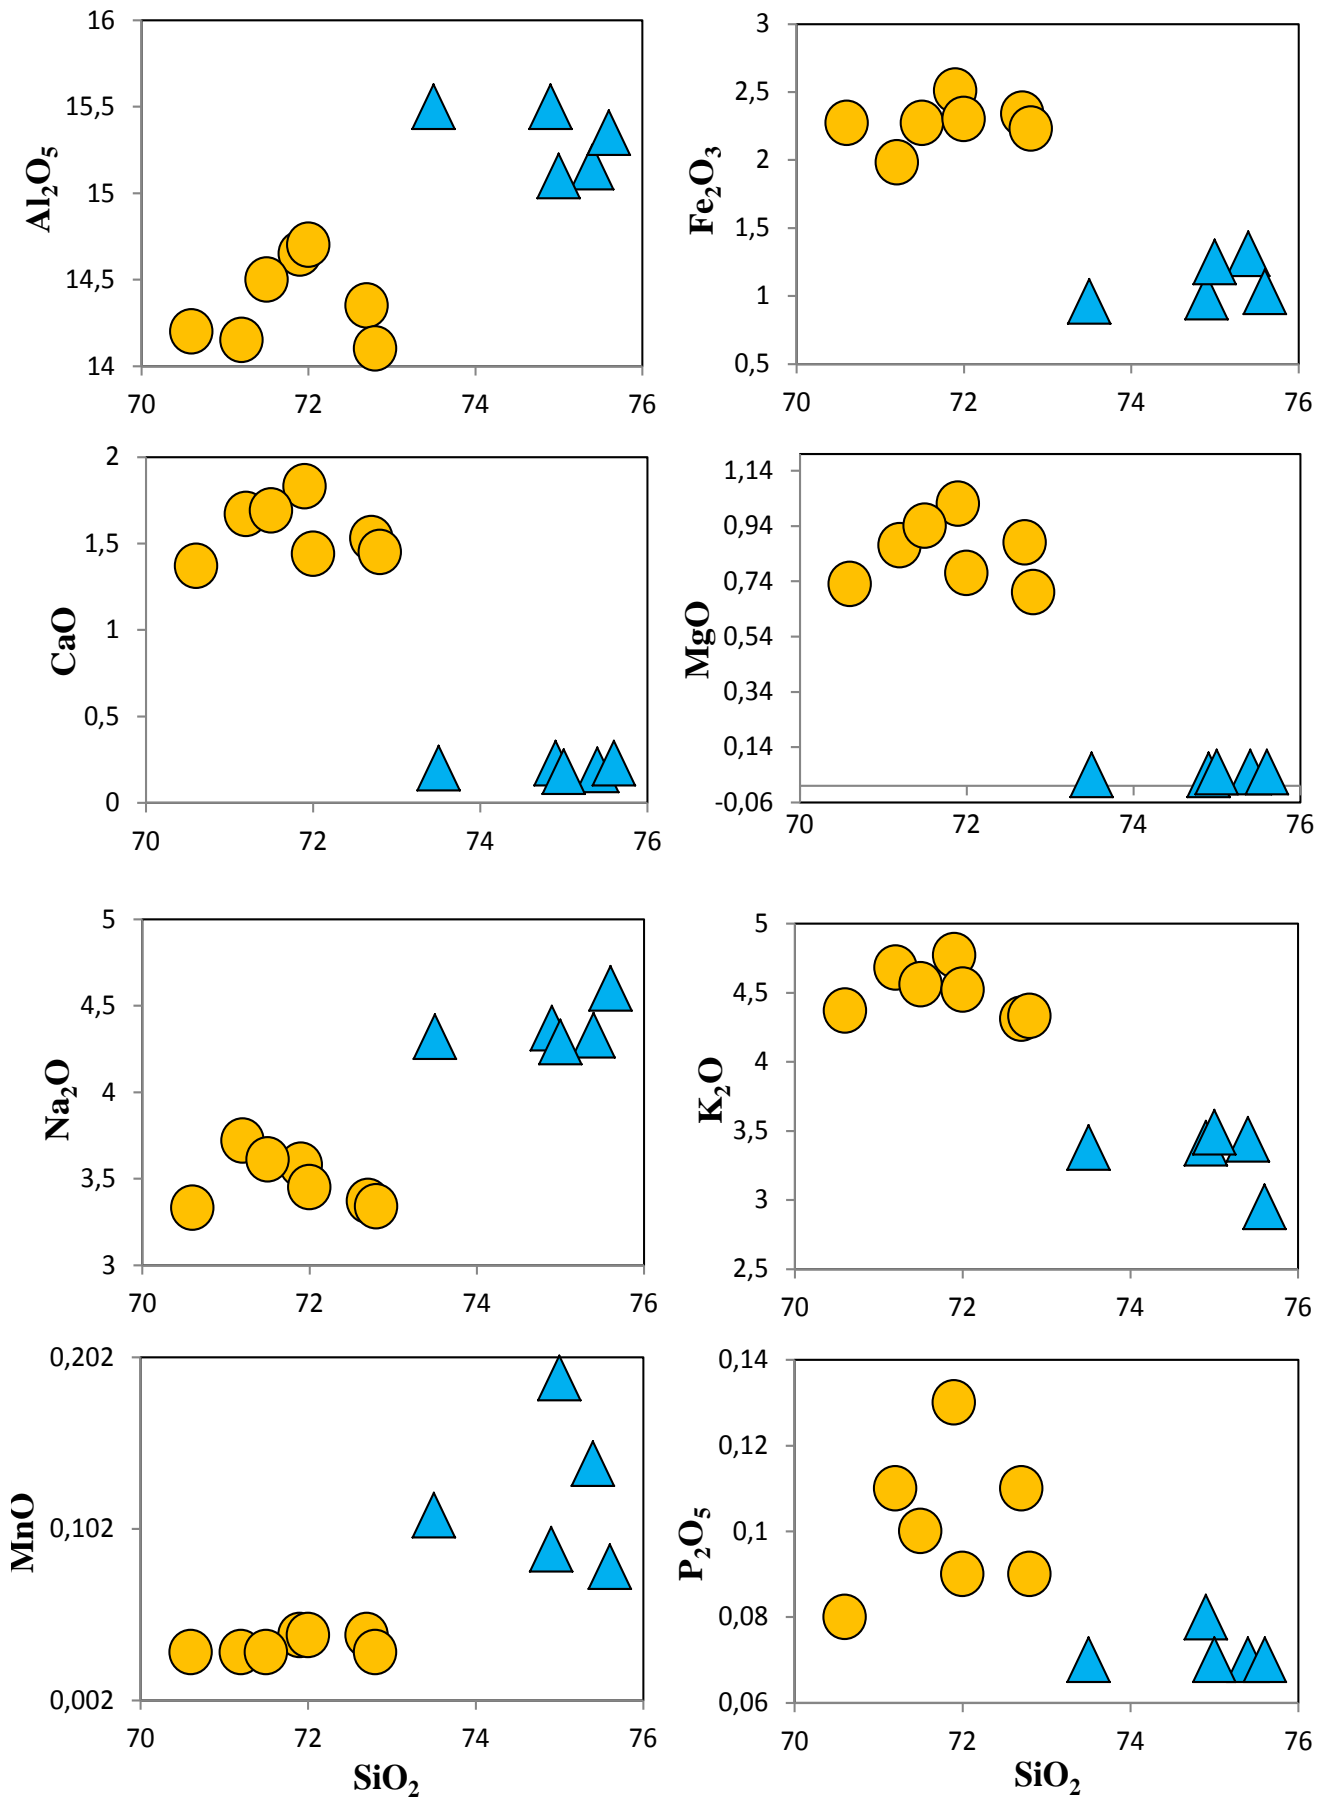 16
15,5
15
14,5
14
70 72 74 76
Al₂O₅
3
2,5
2
1,5
1
0,5
70 72 74 76
Fe₂O₃
2
1,5
1
0,5
0
70 72 74 76
CaO
1,14
0,94
0,74
0,54
0,34
0,14
-0,06
70 72 74 76
MgO
5
4,5
4
3,5
3
70 72 74 76
Na₂O
5
4,5
4
3,5
3
2,5
70 72 74 76
K₂O
0,202
0,102
0,002
70 72 74 76
MnO
SiO₂
0,14
0,12
0,1
0,08
0,06
70 72 74 76
P₂O₅
SiO₂